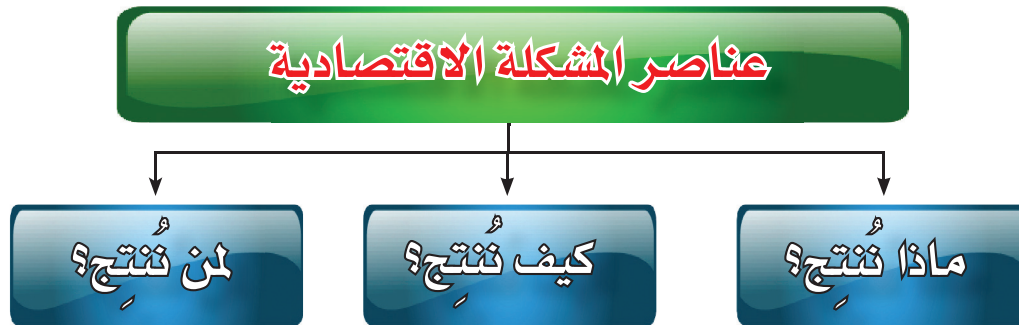 عناصر المشكلة الاقتصادية
ماذا نُنتِج؟
كيف نُنتِج؟
لمن نُنتِج؟